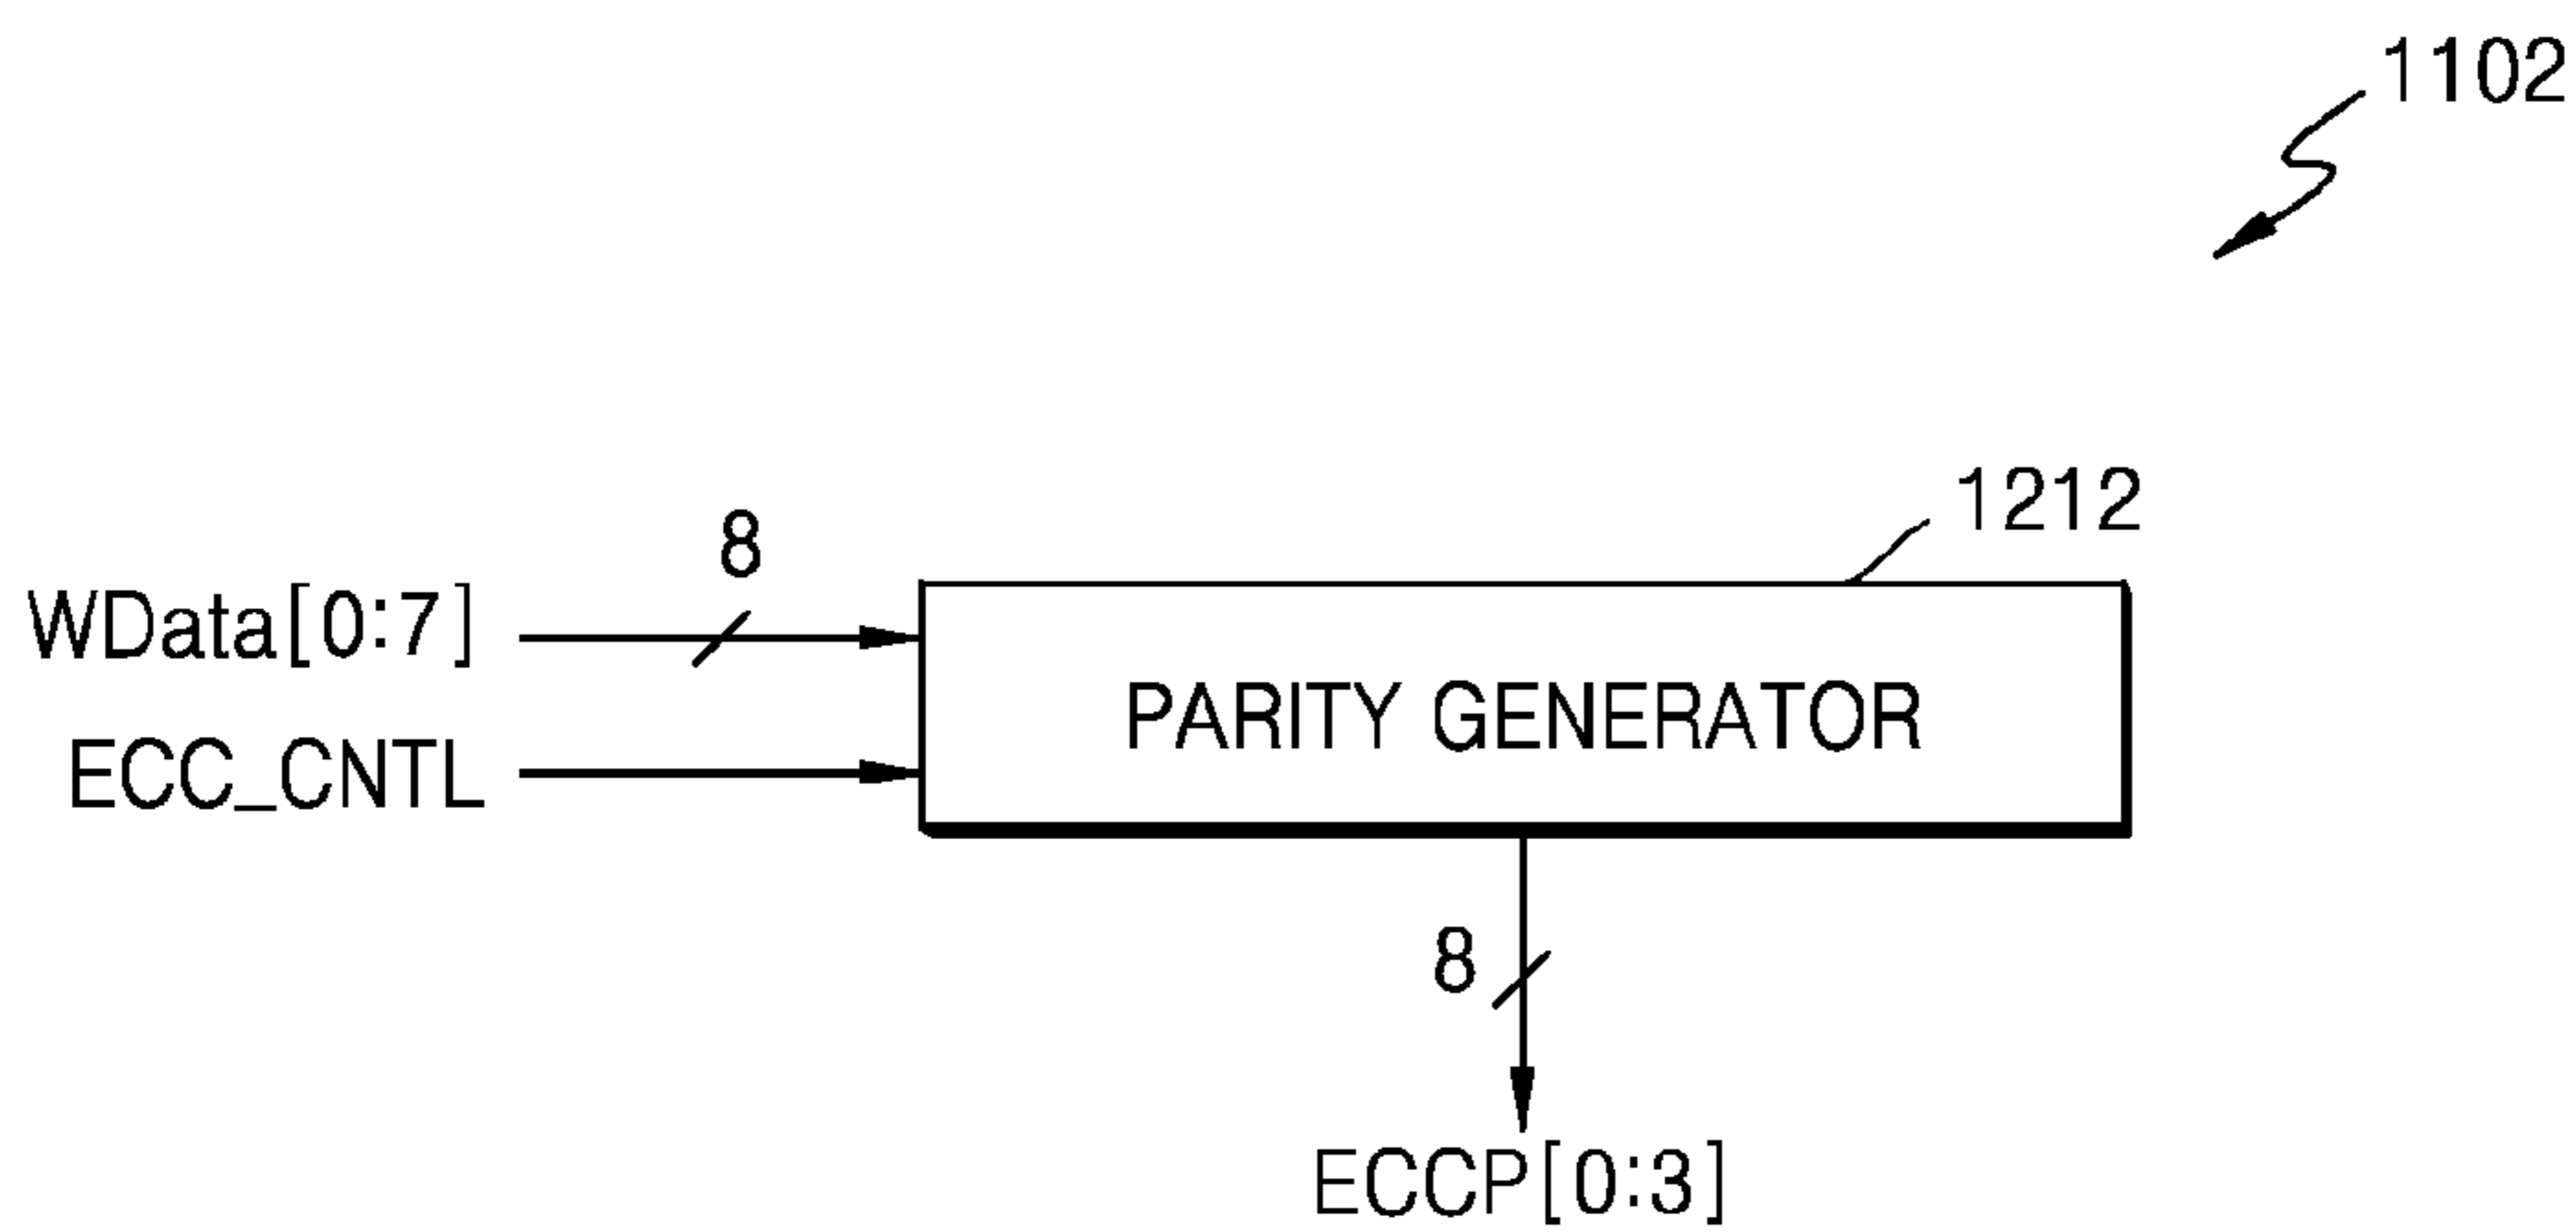 1102
1212
8
WData[0:7]
PARITY GENERATOR
ECC_CNTL
8
ECCP[0:3]